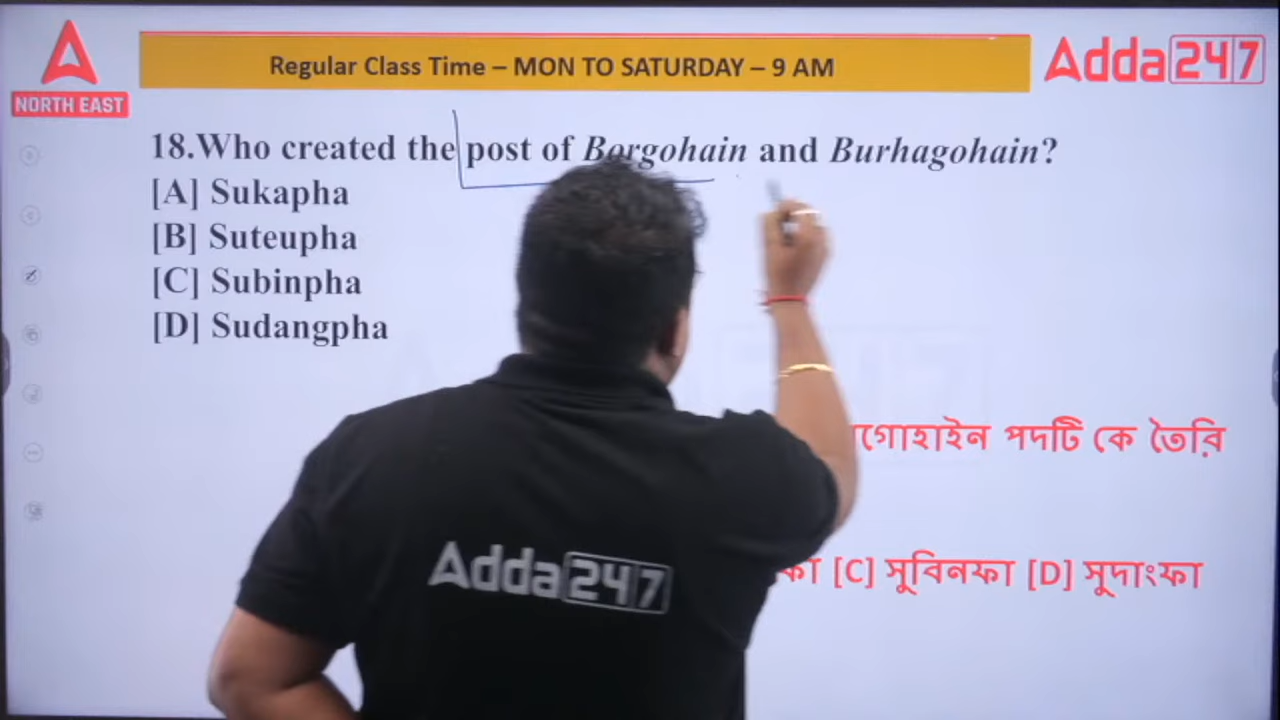 NORTH EAST
Regular Class Time – MON TO SATURDAY – 9 AM
Adda247
18.Who created the post of Borgohain and Burhagohain?
[A] Sukapha
[B] Suteupha
[C] Subinpha
[D] Sudangpha
পদটি কে তৈরি
[C] সুবিনফা [D] সুদাংফা
Adda247